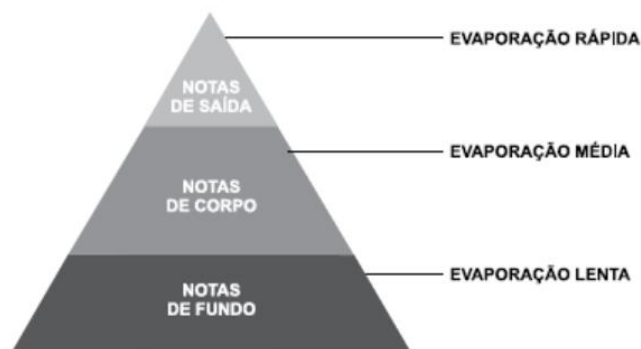 EVAPORAÇÃO RÁPIDA
NOTAS
DE SAÍDA
EVAPORAÇÃO MÉDIA
NOTAS
DE CORPO
EVAPORAÇÃO LENTA
NOTAS
DE FUNDO